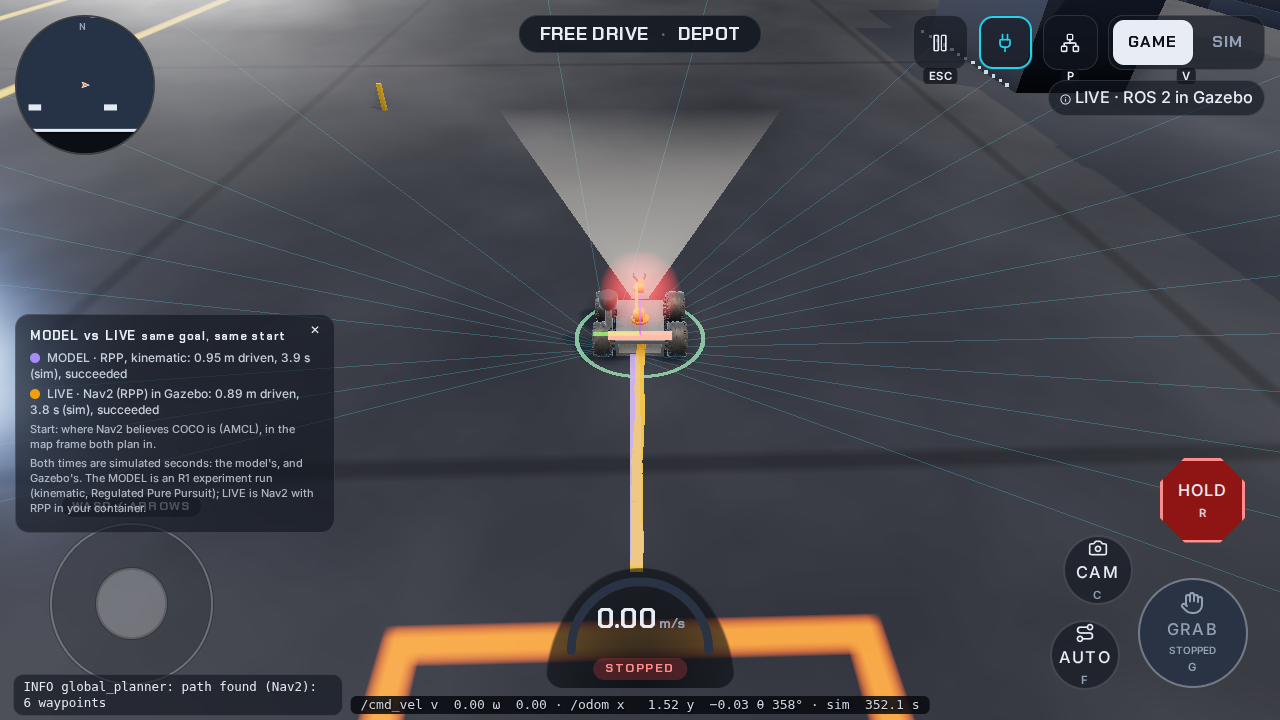 N
FREE DRIVE · DEPOT
GAME
SIM
ESC
P
V
LIVE · ROS 2 in Gazebo
MODEL vs LIVE same goal, same start
×
MODEL · RPP, kinematic: 0.95 m driven, 3.9 s
(sim), succeeded
LIVE · Nav2 (RPP) in Gazebo: 0.89 m driven,
3.8 s (sim), succeeded
Start: where Nav2 believes COCO is (AMCL), in the
map frame both plan in.
Both times are simulated seconds: the model's, and
Gazebo's. The MODEL is an R1 experiment run
(kinematic, Regulated Pure Pursuit); LIVE is Nav2 with
RPP in your container.
ARROWS
HOLD
R
CAM
C
GRAB
STOPPED
G
AUTO
F
0.00 m/s
STOPPED
INFO global_planner: path found (Nav2):
6 waypoints
/cmd_vel v 0.00 ω 0.00 · /odom x 1.52 y −0.03 θ 358° · sim 352.1 s